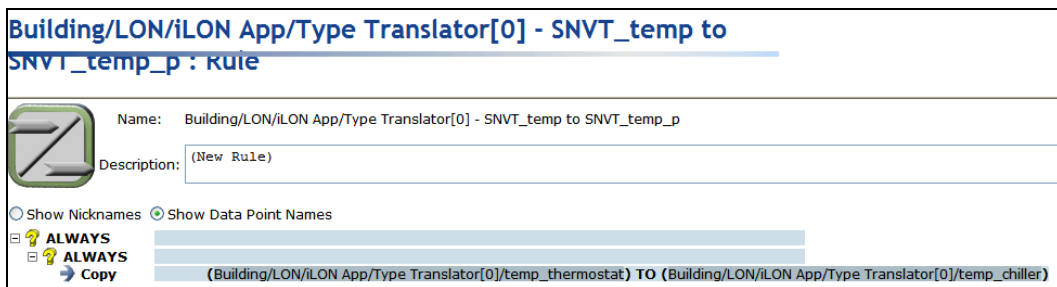 Building/LON/iLON App/Type Translator[0] - SNVT_temp to
SNVT_temp_p : Rule
Name: Building/LON/iLON App/Type Translator[0] - SNVT_temp to SNVT_temp_p
Description: (New Rule)
Show Nicknames Show Data Point Names
ALWAYS
ALWAYS
Copy (Building/LON/iLON App/Type Translator[0]/temp_thermostat) TO (Building/LON/iLON App/Type Translator[0]/temp_chiller)